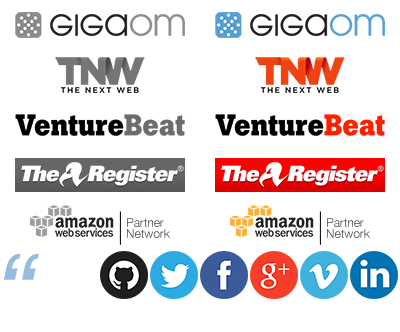 GIGAOM GIGAOM
TNW TNW
THE NEXT WEB THE NEXT WEB
VentureBeat VentureBeat
The Register® The Register®
amazon webservices Partner Network amazon webservices Partner Network
“ f g+ v in